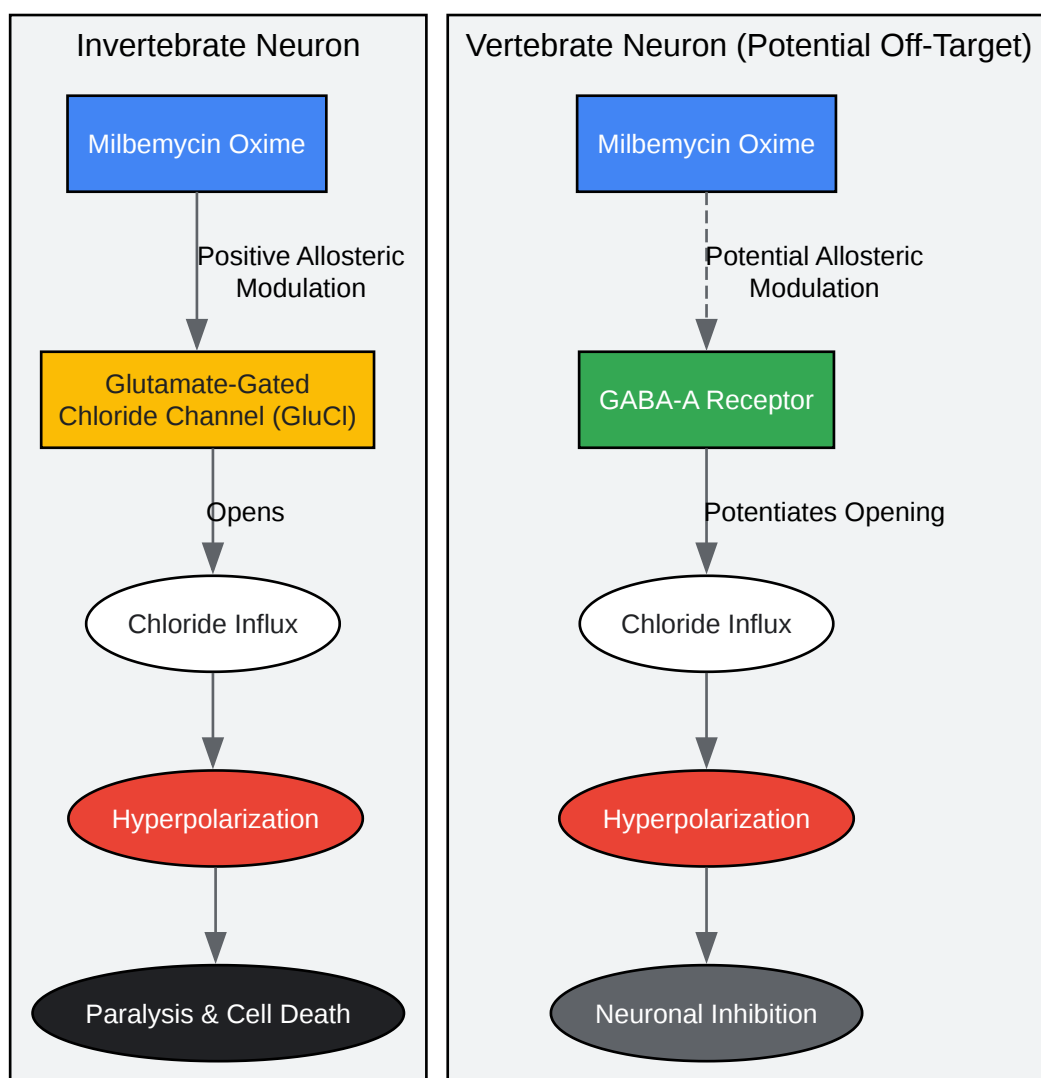 Invertebrate Neuron
Milbemycin Oxime
Positive Allosteric
Modulation
Glutamate-Gated
Chloride Channel (GluCl)
Opens
Chloride Influx
Hyperpolarization
Paralysis & Cell Death
Vertebrate Neuron (Potential Off-Target)
Milbemycin Oxime
Potential Allosteric
Modulation
GABA-A Receptor
Potentiates Opening
Chloride Influx
Hyperpolarization
Neuronal Inhibition